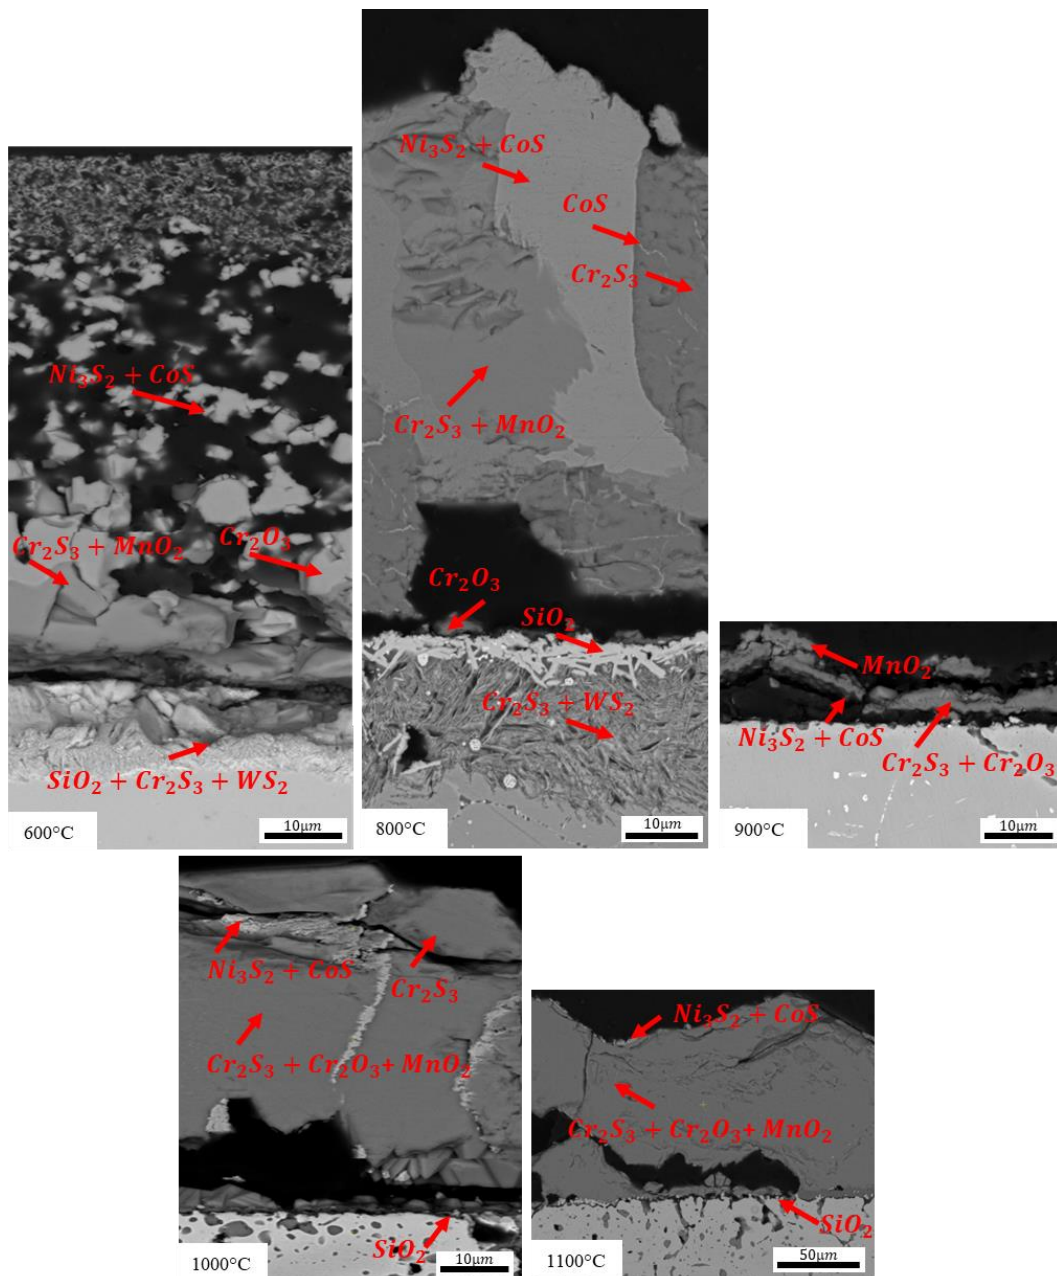 Ni₃S₂ + CoS
Cr₂S₃ + MnO₂
Cr₂O₃
SiO₂ + Cr₂S₃ + WS₂
600°C
10μm
Ni₃S₂ + CoS
CoS
Cr₂S₃
Cr₂S₃ + MnO₂
Cr₂O₃
SiO₂
Cr₂S₃ + WS₂
800°C
10μm
MnO₂
Ni₃S₂ + CoS
Cr₂S₃ + Cr₂O₃
900°C
10μm
Ni₃S₂ + CoS
Cr₂S₃
Cr₂S₃ + Cr₂O₃+ MnO₂
SiO₂
1000°C
10μm
Ni₃S₂ + CoS
Cr₂S₃ + Cr₂O₃+ MnO₂
SiO₂
1100°C
50μm